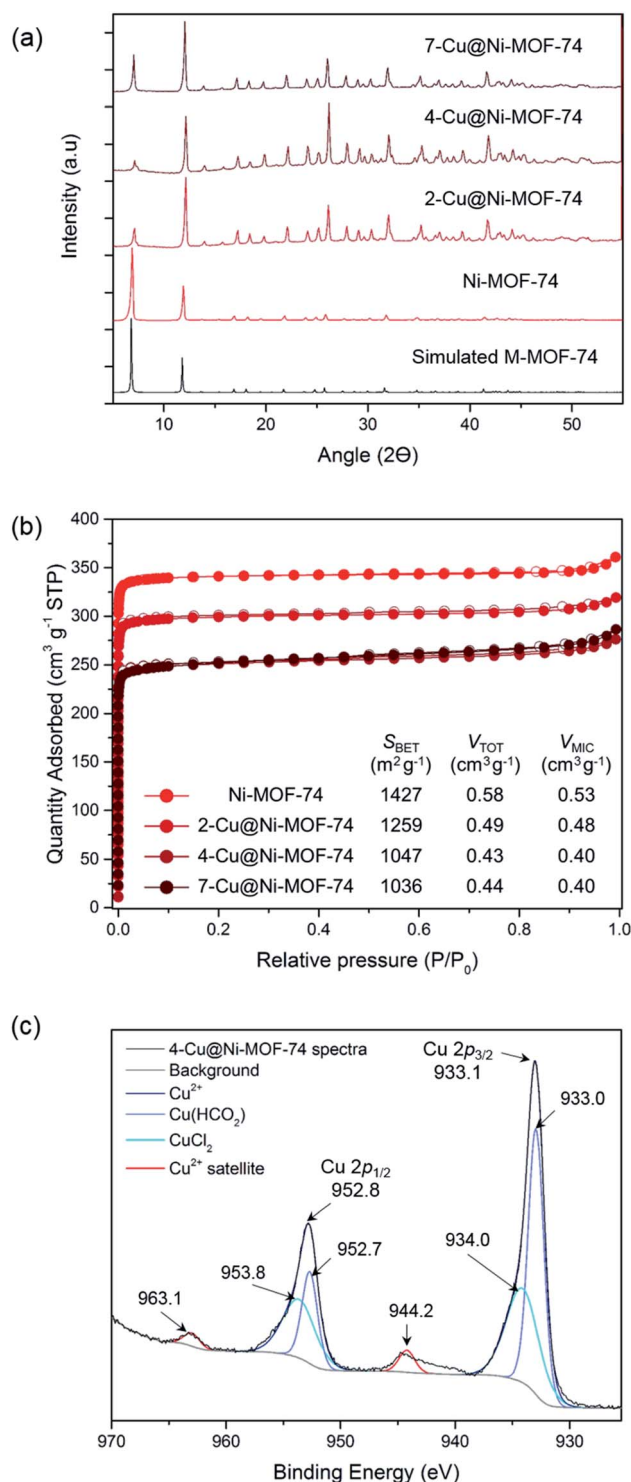 (a)
7-Cu@Ni-MOF-74
4-Cu@Ni-MOF-74
2-Cu@Ni-MOF-74
Ni-MOF-74
Simulated M-MOF-74
Intensity (a.u)
10 20 30 40 50
Angle (2Θ)
(b)
400
350
300
250
200
150
100
50
0
Quantity Adsorbed (cm³ g⁻¹ STP)
S_BET V_TOT V_MIC
(m² g⁻¹) (cm³ g⁻¹) (cm³ g⁻¹)
Ni-MOF-74 1427 0.58 0.53
2-Cu@Ni-MOF-74 1259 0.49 0.48
4-Cu@Ni-MOF-74 1047 0.43 0.40
7-Cu@Ni-MOF-74 1036 0.44 0.40
0.0 0.2 0.4 0.6 0.8 1.0
Relative pressure (P/P₀)
(c)
4-Cu@Ni-MOF-74 spectra
Background
Cu²⁺
Cu(HCO₂)
CuCl₂
Cu²⁺ satellite
Cu 2p₃/₂
933.1
933.0
Cu 2p₁/₂
952.8
952.7
953.8
934.0
963.1
944.2
970 960 950 940 930
Binding Energy (eV)